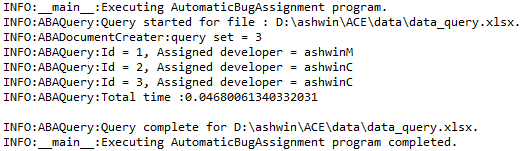 INFO:__main__:Executing AutomaticBugAssignment program.
INFO:ABAQuery:Query started for file : D:\ashwin\ACE\data\data_query.xlsx.
INFO:ABADocumentCreater:query set = 3
INFO:ABAQuery:Id = 1, Assigned developer = ashwinM
INFO:ABAQuery:Id = 2, Assigned developer = ashwinC
INFO:ABAQuery:Id = 3, Assigned developer = ashwinC
INFO:ABAQuery:Total time :0.04680061340332031
INFO:ABAQuery:Query complete for D:\ashwin\ACE\data\data_query.xlsx.
INFO:__main__:Executing AutomaticBugAssignment program completed.